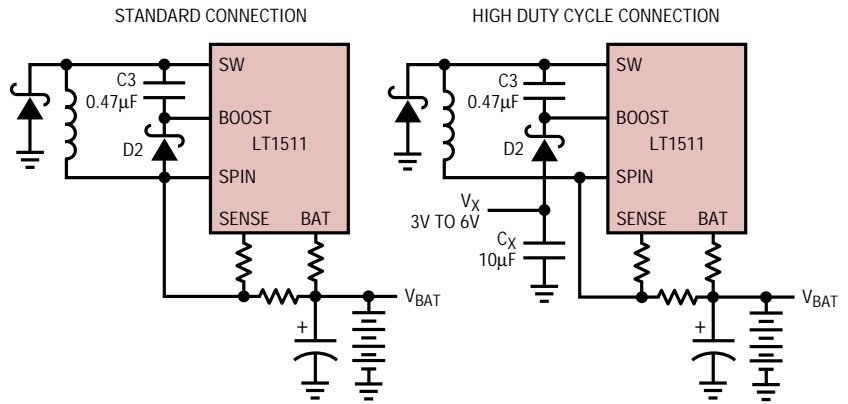 STANDARD CONNECTION
SW
C3
0.47µF
BOOST
LT1511
D2
SPIN
SENSE BAT
VBAT
+
HIGH DUTY CYCLE CONNECTION
SW
C3
0.47µF
BOOST
LT1511
D2
SPIN
VX
3V TO 6V
SENSE BAT
CX
10µF
VBAT
+